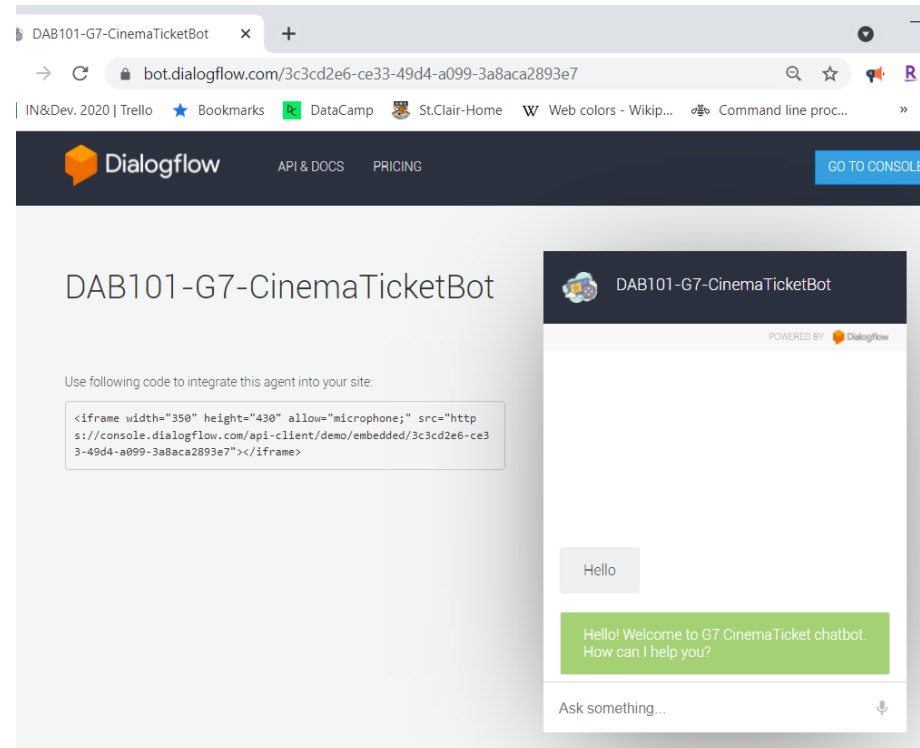 DAB101-G7-CinemaTicketBot
bot.dialogflow.com/3c3cd2e6-ce33-49d4-a099-3a8aca2893e7
R
IN&Dev. 2020 | Trello Bookmarks DataCamp St.Clair-Home W Web colors - Wikip... Command line proc... »
Dialogflow API & DOCS PRICING GO TO CONSOLE
DAB101-G7-CinemaTicketBot
Use following code to integrate this agent into your site:
<iframe width="350" height="430" allow="microphone;" src="http
s://console.dialogflow.com/api-client/demo/embedded/3c3cd2e6-ce3
3-49d4-a099-3a8aca2893e7"></iframe>
DAB101-G7-CinemaTicketBot
POWERED BY Dialogflow
Hello
Hello! Welcome to G7 CinemaTicket chatbot.
How can I help you?
Ask something...